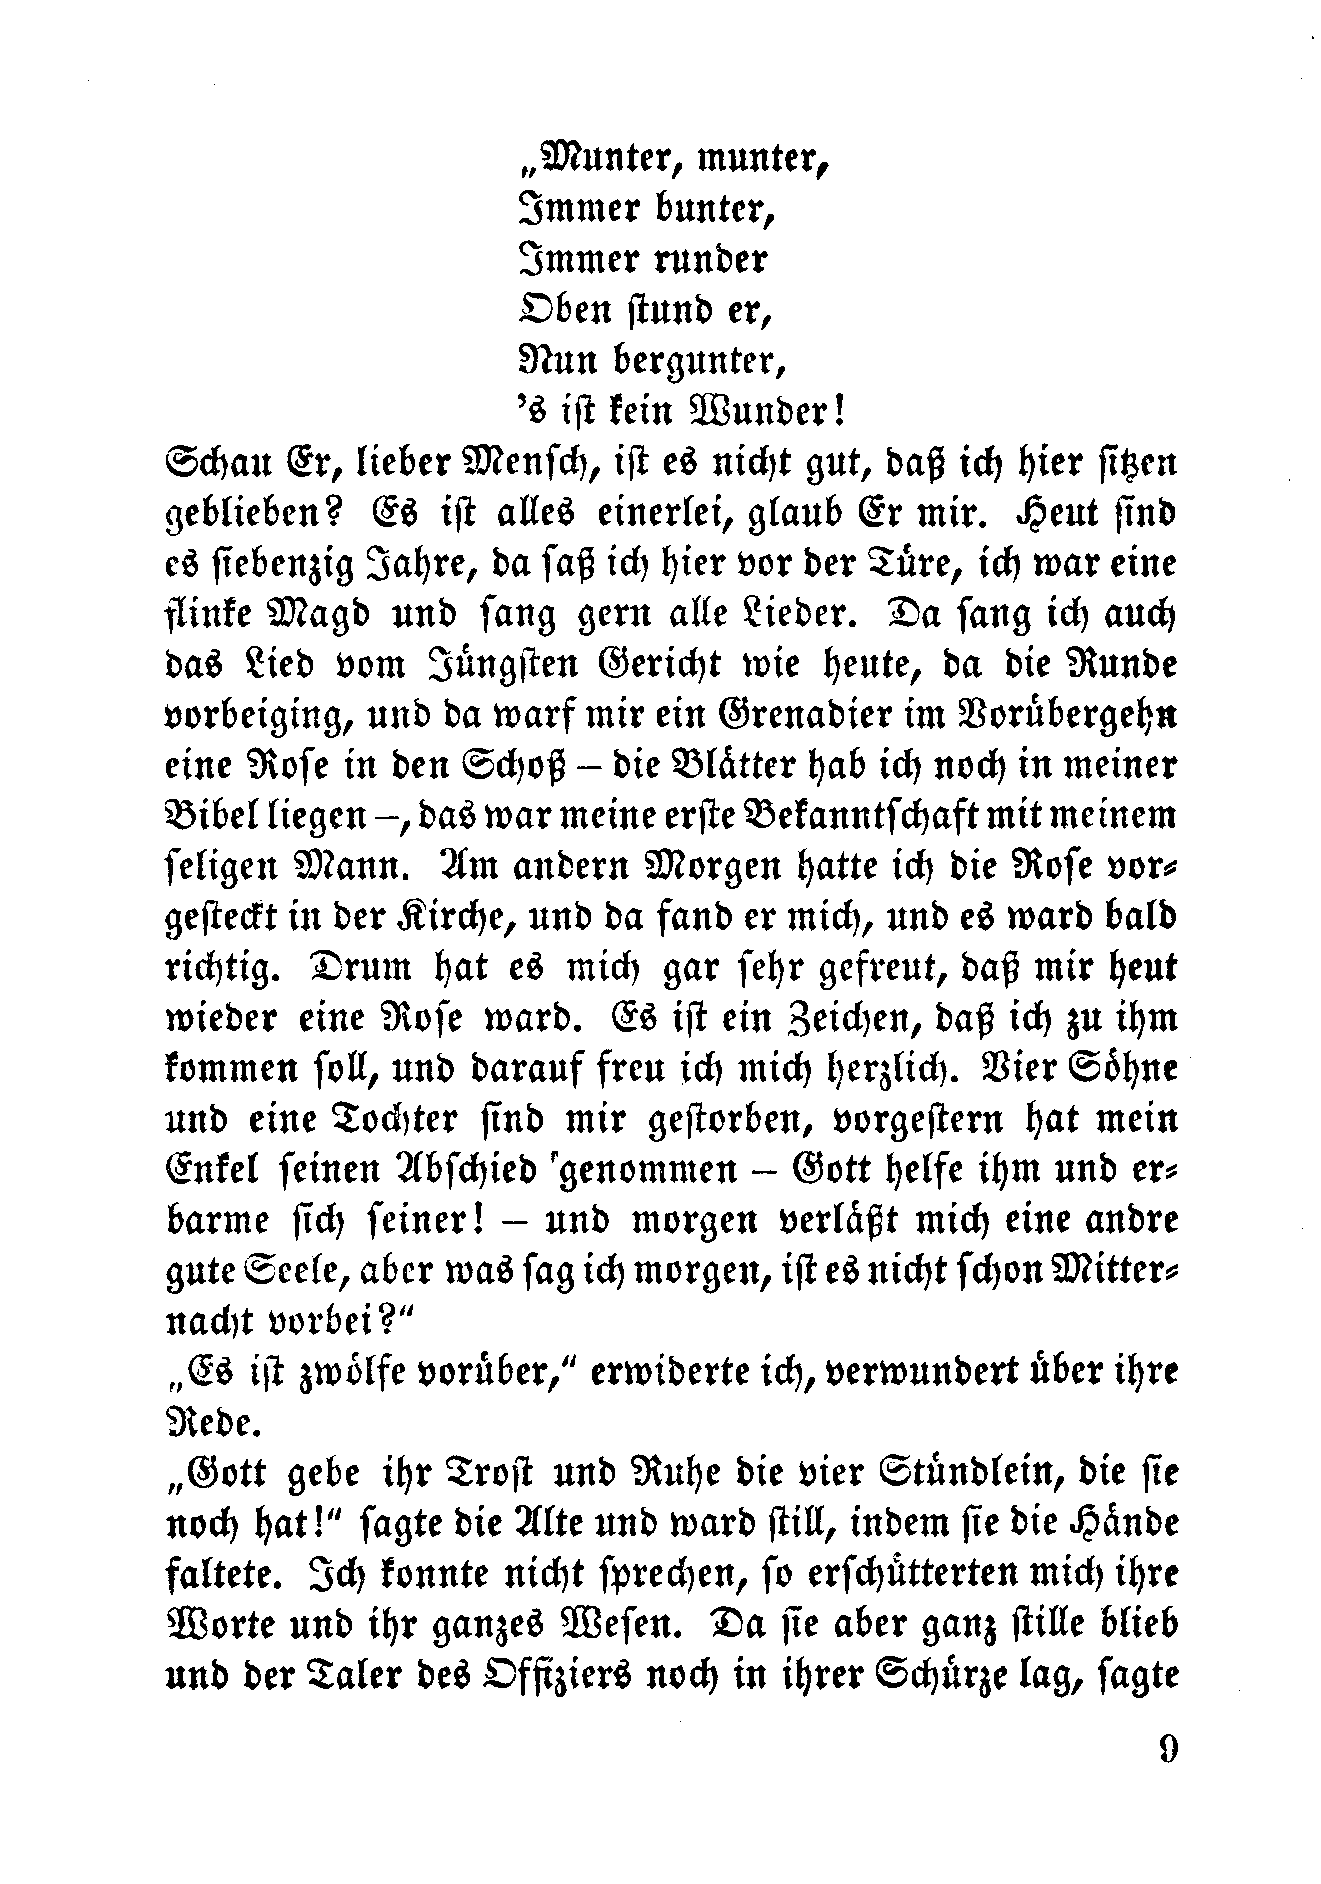 „Munter, munter,
Immer bunter,
Immer runder
Oben ſtund er,
Nun bergunter,
’s iſt kein Wunder!
Schau Er, lieber Menſch, iſt es nicht gut, daß ich hier ſitzen
geblieben? Es iſt alles einerlei, glaub Er mir. Heut ſind
es ſiebenzig Jahre, da ſaß ich hier vor der Türe, ich war eine
flinke Magd und ſang gern alle Lieder. Da ſang ich auch
das Lied vom Jüngſten Gericht wie heute, da die Runde
vorbeiging, und da warf mir ein Grenadier im Vorübergehn
eine Roſe in den Schoß – die Blätter hab ich noch in meiner
Bibel liegen –, das war meine erſte Bekanntſchaft mit meinem
ſeligen Mann. Am andern Morgen hatte ich die Roſe vor⸗
geſteckt in der Kirche, und da fand er mich, und es ward bald
richtig. Drum hat es mich gar ſehr gefreut, daß mir heut
wieder eine Roſe ward. Es iſt ein Zeichen, daß ich zu ihm
kommen ſoll, und darauf freu ich mich herzlich. Vier Söhne
und eine Tochter ſind mir geſtorben, vorgeſtern hat mein
Enkel ſeinen Abſchied genommen – Gott helfe ihm und er⸗
barme ſich ſeiner! – und morgen verläßt mich eine andre
gute Seele, aber was ſag ich morgen, iſt es nicht ſchon Mitter⸗
nacht vorbei?“
„Es iſt zwölfe vorüber,“ erwiderte ich, verwundert über ihre
Rede.
„Gott gebe ihr Troſt und Ruhe die vier Stündlein, die ſie
noch hat!“ ſagte die Alte und ward ſtill, indem ſie die Hände
faltete. Ich konnte nicht ſprechen, ſo erſchütterten mich ihre
Worte und ihr ganzes Weſen. Da ſie aber ganz ſtille blieb
und der Taler des Offiziers noch in ihrer Schürze lag, ſagte
9